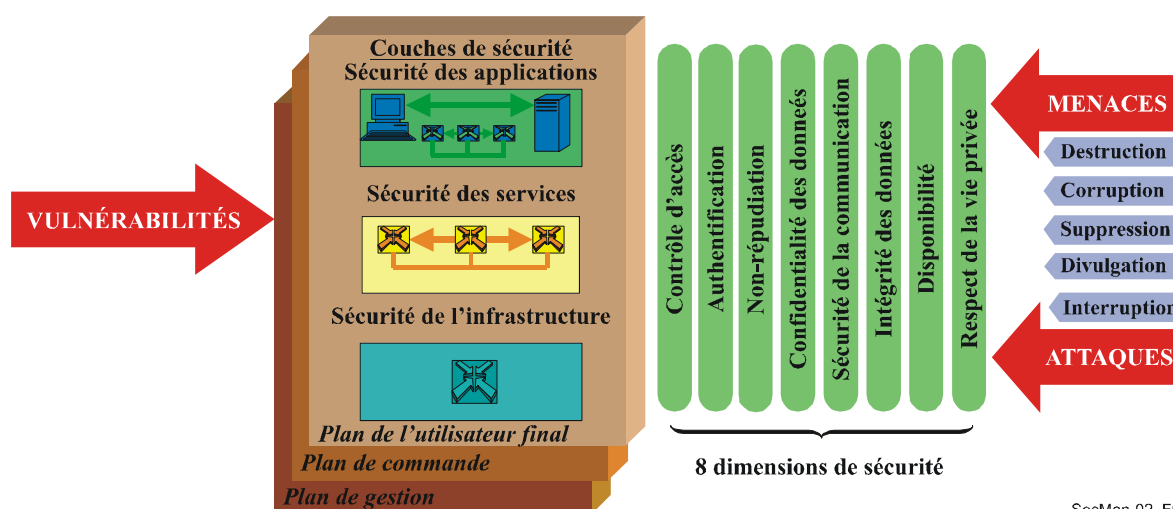 Couches de sécurité
Sécurité des applications
Sécurité des services
Sécurité de l'infrastructure
Plan de l'utilisateur final
Plan de commande
Plan de gestion
VULNÉRABILITÉS
Contrôle d'accès
Authentification
Non-répudiation
Confidentialité des donneés
Sécurité de la communication
Intégrité des données
Disponibilité
Respect de la vie privée
8 dimensions de sécurité
MENACES
Destruction
Corruption
Suppression
Divulgation
Interruption
ATTAQUES